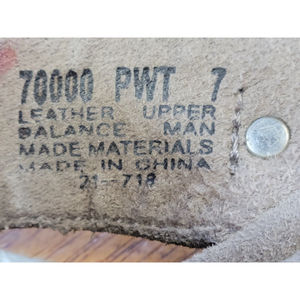 70000 PWT 7
LEATHER UPPER
BALANCE MAN
MADE MATERIALS
MADE IN CHINA
21-718